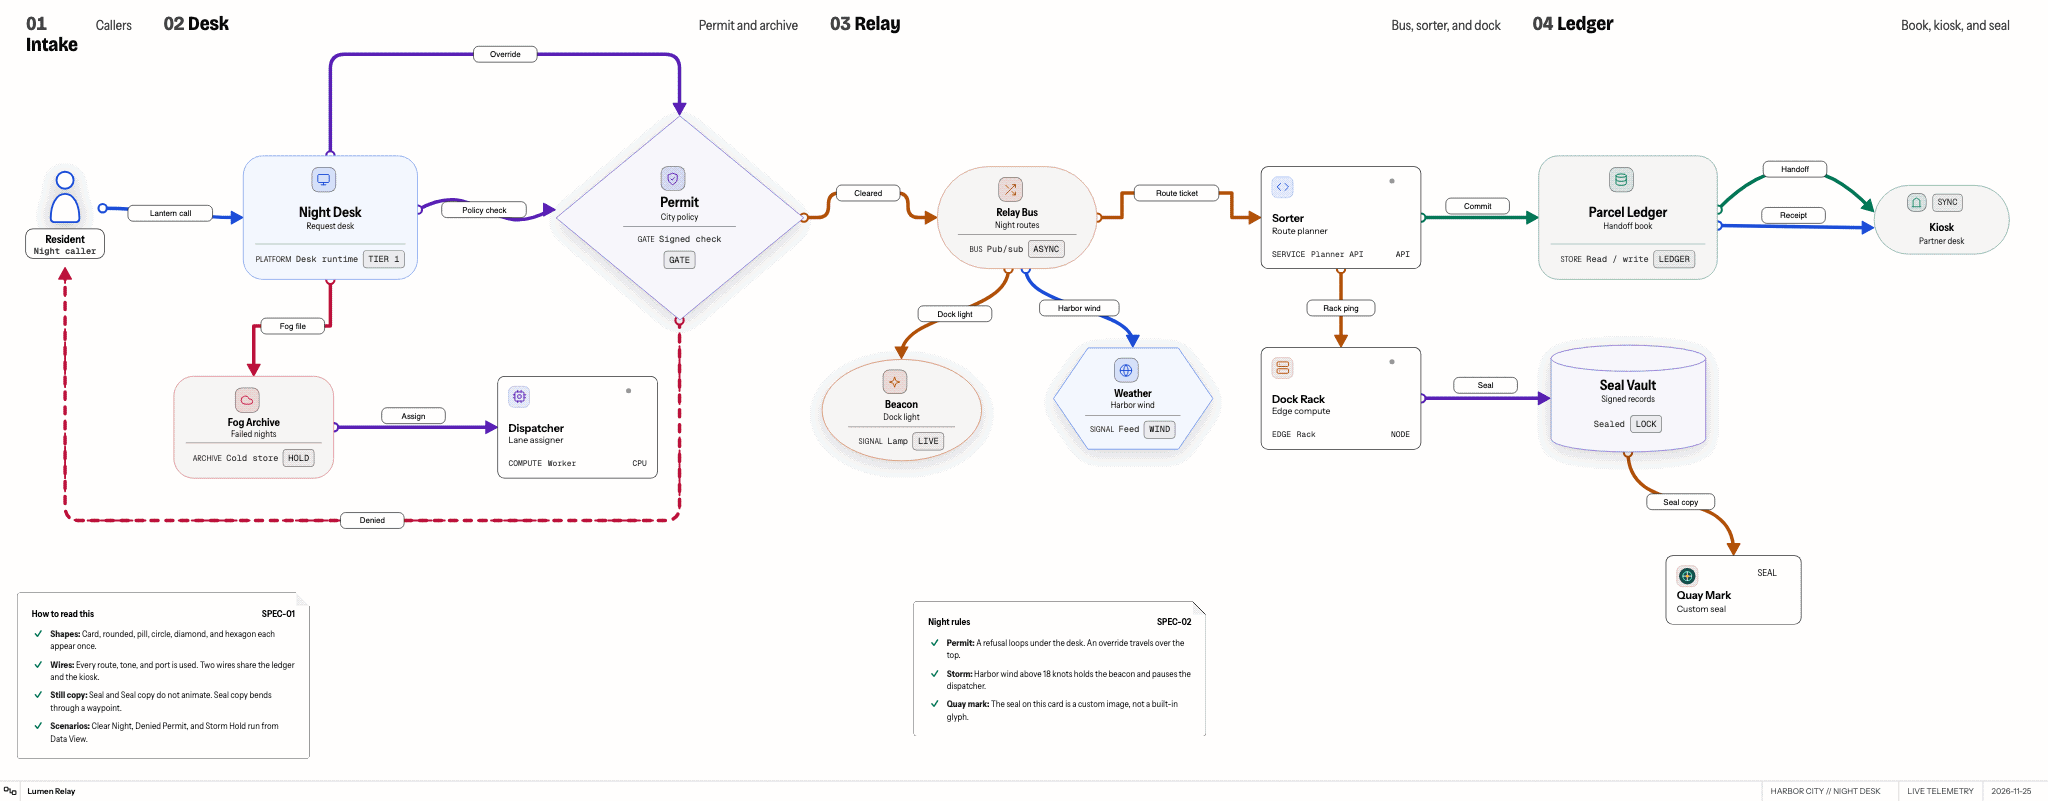 01 Intake
Callers
02 Desk
Permit and archive
03 Relay
Bus, sorter, and dock
04 Ledger
Book, kiosk, and seal
Override
Resident
Night caller
Lantern call
Night Desk
Request desk
PLATFORM Desk runtime TIER 1
Policy check
Permit
City policy
GATE Signed check
GATE
Cleared
Relay Bus
Night routes
BUS Pub/sub ASYNC
Route ticket
Sorter
Route planner
SERVICE Planner API API
Commit
Parcel Ledger
Handoff book
STORE Read / write LEDGER
Handoff
Receipt
SYNC
Kiosk
Partner desk
Fog file
Dock light
Harbor wind
Rack ping
Fog Archive
Failed nights
ARCHIVE Cold store HOLD
Assign
Dispatcher
Lane assigner
COMPUTE Worker CPU
Beacon
Dock light
SIGNAL Lamp LIVE
Weather
Harbor wind
SIGNAL Feed WIND
Dock Rack
Edge compute
EDGE Rack NODE
Seal
Seal Vault
Signed records
Sealed LOCK
Denied
Seal copy
SEAL
Quay Mark
Custom seal
How to read this SPEC-01
Shapes: Card, rounded, pill, circle, diamond, and hexagon each
appear once.
Wires: Every route, tone, and port is used. Two wires share the ledger
and the kiosk.
Still copy: Seal and Seal copy do not animate. Seal copy bends
through a waypoint.
Scenarios: Clear Night, Denied Permit, and Storm Hold run from
Data View.
Night rules SPEC-02
Permit: A refusal loops under the desk. An override travels over the
top.
Storm: Harbor wind above 18 knots holds the beacon and pauses the
dispatcher.
Quay mark: The seal on this card is a custom image, not a built-in
glyph.
Lumen Relay
HARBOR CITY // NIGHT DESK
LIVE TELEMETRY
2026-11-25